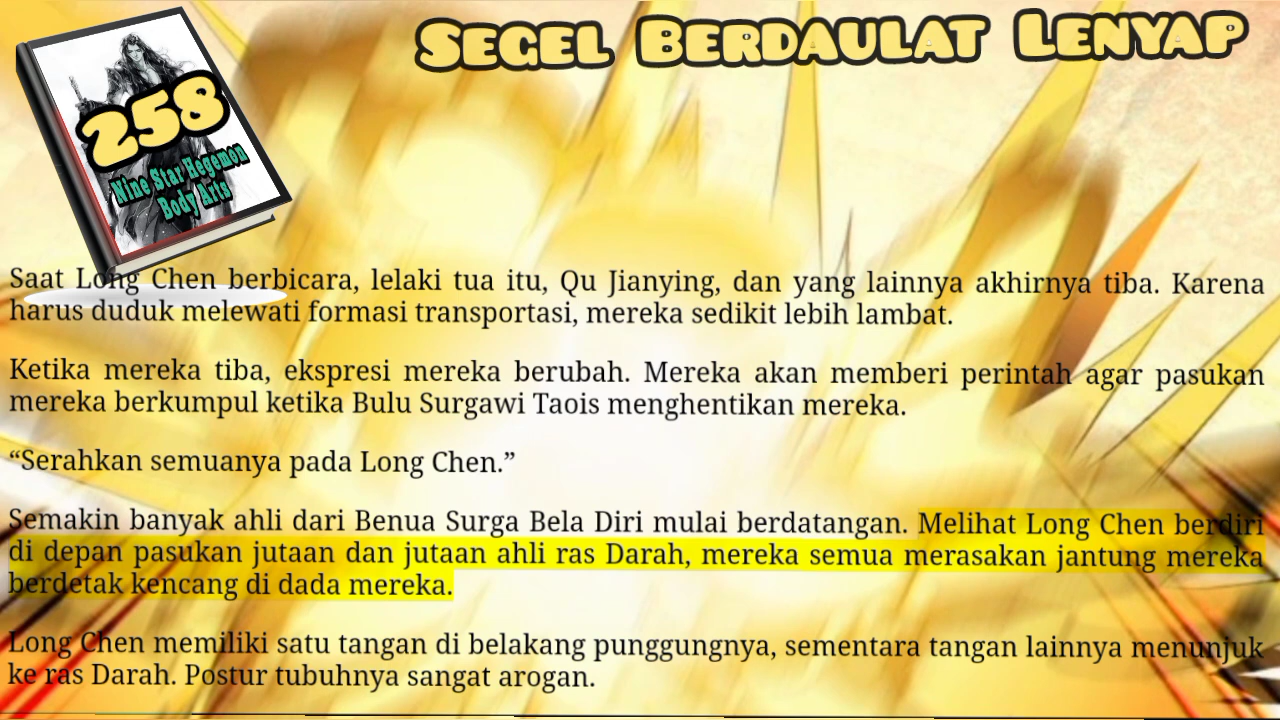 Segel Berdaulat Lenyap
258
Nine Star Hegemon
Body Arts
Saat Long Chen berbicara, lelaki tua itu, Qu Jianying, dan yang lainnya akhirnya tiba. Karena
harus duduk melewati formasi transportasi, mereka sedikit lebih lambat.
Ketika mereka tiba, ekspresi mereka berubah. Mereka akan memberi perintah agar pasukan
mereka berkumpul ketika Bulu Surgawi Taois menghentikan mereka.
“Serahkan semuanya pada Long Chen.”
Semakin banyak ahli dari Benua Surga Bela Diri mulai berdatangan. Melihat Long Chen berdiri
di depan pasukan jutaan dan jutaan ahli ras Darah, mereka semua merasakan jantung mereka
berdetak kencang di dada mereka.
Long Chen memiliki satu tangan di belakang punggungnya, sementara tangan lainnya menunjuk
ke ras Darah. Postur tubuhnya sangat arogan.